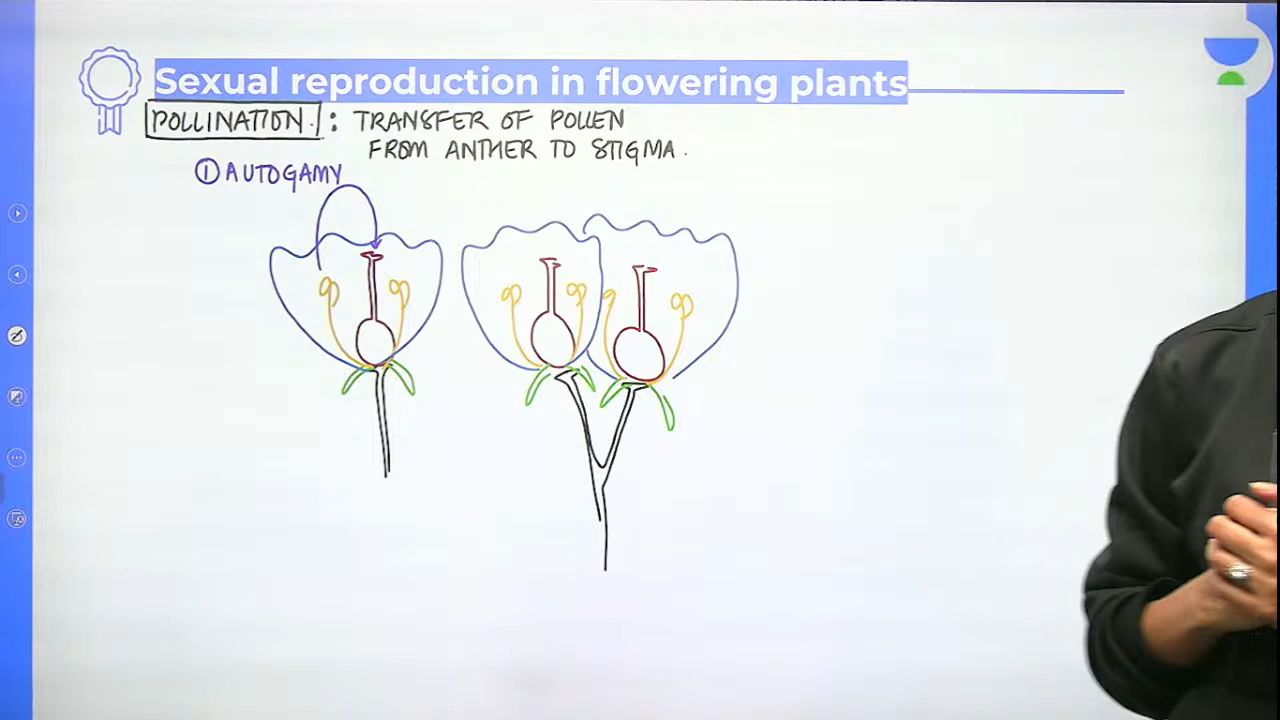 Sexual reproduction in flowering plants
POLLINATION : TRANSFER OF POLLEN
FROM ANTHER TO STIGMA.
① AUTOGAMY